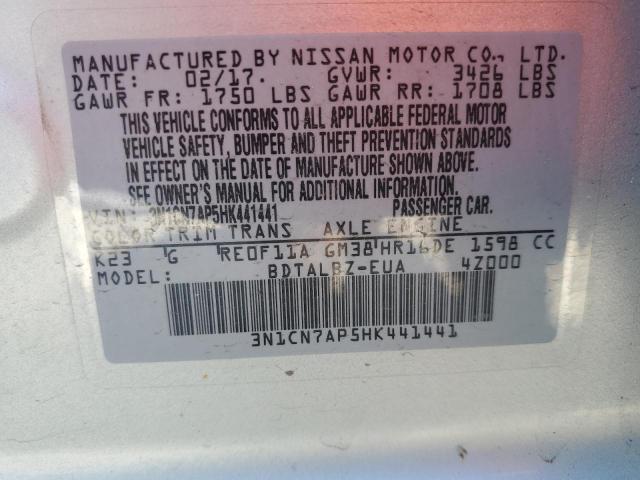 MANUFACTURED BY NISSAN MOTOR CO., LTD.
DATE: 02/17. GVWR: 3426 LBS
GAWR FR: 1750 LBS GAWR RR: 1708 LBS
THIS VEHICLE CONFORMS TO ALL APPLICABLE FEDERAL MOTOR
VEHICLE SAFETY, BUMPER AND THEFT PREVENTION STANDARDS
IN EFFECT ON THE DATE OF MANUFACTURE SHOWN ABOVE.
SEE OWNER'S MANUAL FOR ADDITIONAL INFORMATION.
VIN: 3N1CN7AP5HK441441 PASSENGER CAR.
COLOR TRIM TRANS AXLE ENGINE
K23 G RE0F11A GM38 HR16DE 1598 CC
MODEL: BDTALBZ-EUA 4Z000
3N1CN7AP5HK441441